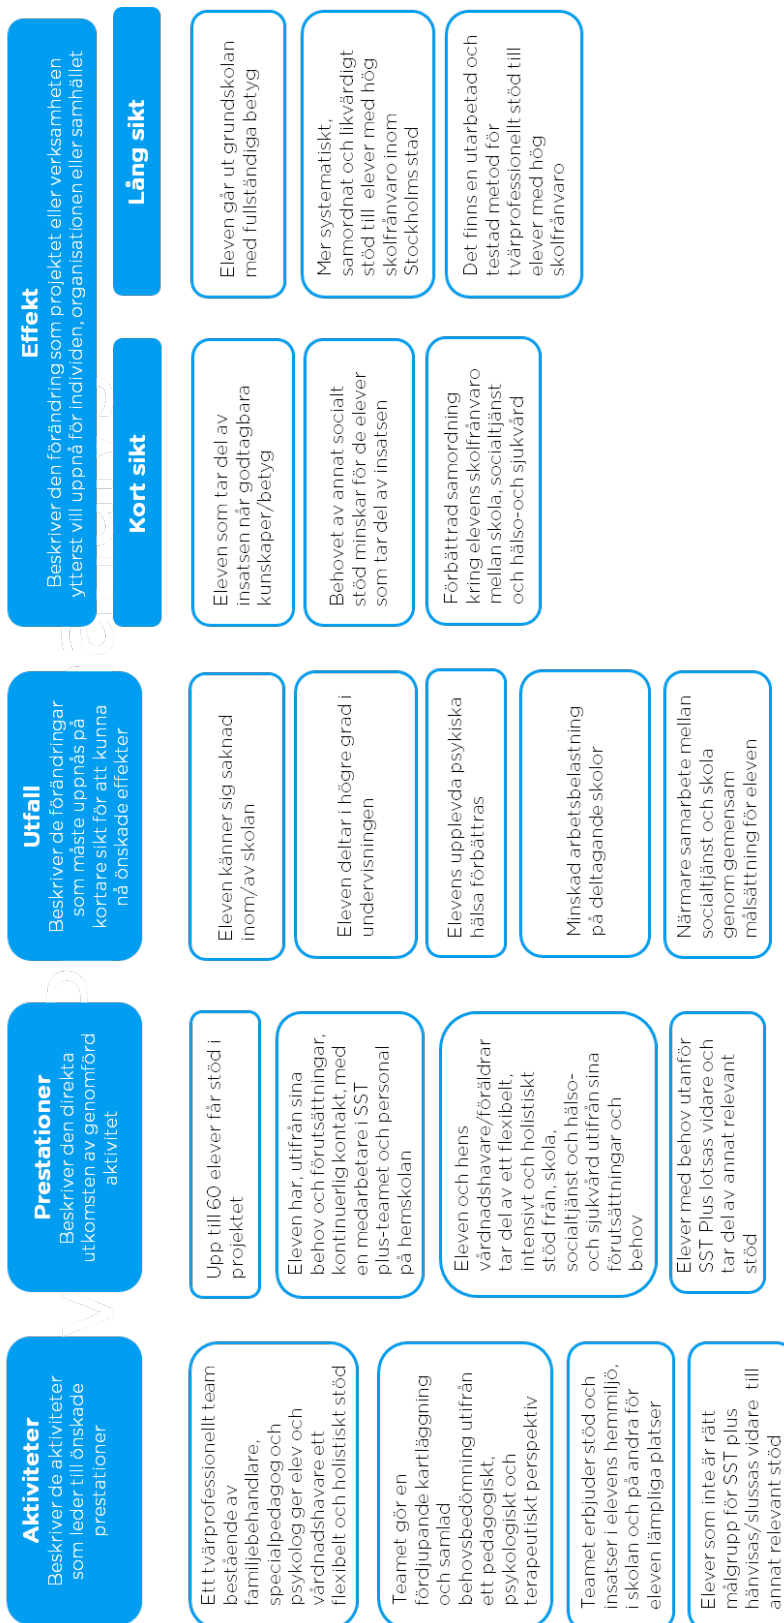 Aktiviteter
Beskriver de aktiviteter
som leder till önskade
prestationer
Ett tvärprofessionellt team
bestående av
familjebehandlare,
specialpedagog och
psykolog ger elev och
vårdnadshavare ett
flexibelt och holistiskt stöd
Teamet gör en
fördjupande kartläggning
och samlad
behovsbedömning utifrån
ett pedagogiskt,
psykologiskt och
terapeutiskt perspektiv
Teamet erbjuder stöd och
insatser i elevens hemmiljö,
i skolan och på andra för
eleven lämpliga platser
Elever som inte är rätt
målgrupp för SST plus
hänvisas/slussas vidare till
annat relevant stöd
Prestationer
Beskriver den direkta
utkomsten av genomförd
aktivitet
Upp till 60 elever får stöd i
projektet
Eleven har, utifrån sina
behov och förutsättningar,
kontinuerlig kontakt, med
en medarbetare i SST
plus-teamet och personal
på hemskolan
Eleven och hens
vårdnadshavare/föräldrar
tar del av ett flexibelt,
intensivt och holistiskt
stöd från, skola,
socialtjänst och hälso-
och sjukvård utifrån sina
förutsättningar och
behov
Elever med behov utanför
SST Plus lotsas vidare och
tar del av annat relevant
stöd
Utfall
Beskriver de förändringar
som måste uppnås på
kortare sikt för att kunna
nå önskade effekter
Eleven känner sig saknad
inom/av skolan
Eleven deltar i högre grad i
undervisningen
Elevens upplevda psykiska
hälsa förbättras
Minskad arbetsbelastning
på deltagande skolor
Närmare samarbete mellan
socialtjänst och skola
genom gemensam
målsättning för eleven
Effekt
Beskriver den förändring som projektet eller verksamheten
ytterst vill uppnå för individen, organisationen eller samhället
Kort sikt
Eleven som tar del av
insatsen når godtagbara
kunskaper/betyg
Behovet av annat socialt
stöd minskar för de elever
som tar del av insatsen
Förbättrad samordning
kring elevens skolfrånvaro
mellan skola, socialtjänst
och hälso-och sjukvård
Lång sikt
Eleven går ut grundskolan
med fullständiga betyg
Mer systematiskt,
samordnat och likvärdigt
stöd till elever med hög
skolfrånvaro inom
Stockholms stad
Det finns en utarbetad och
testad metod för
tvärprofessionellt stöd till
elever med hög
skolfrånvaro